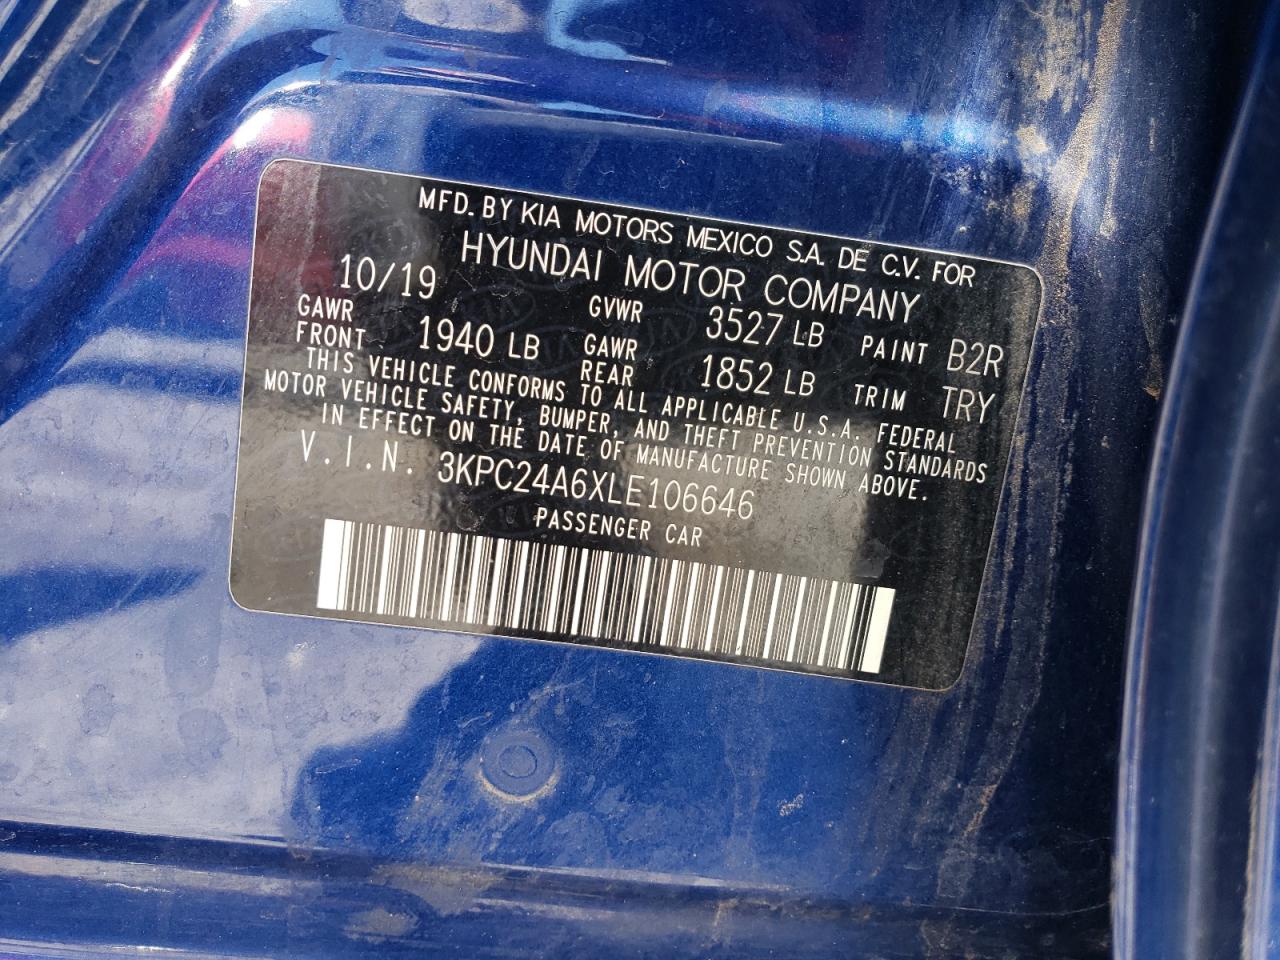 MFD. BY KIA MOTORS MEXICO S.A. DE C.V. FOR
HYUNDAI MOTOR COMPANY
10/19
GVWR 3527 LB PAINT B2R
GAWR FRONT 1940 LB GAWR REAR 1852 LB TRIM TRY
THIS VEHICLE CONFORMS TO ALL APPLICABLE U.S.A. FEDERAL
MOTOR VEHICLE SAFETY, BUMPER, AND THEFT PREVENTION STANDARDS
IN EFFECT ON THE DATE OF MANUFACTURE SHOWN ABOVE.
V.I.N. 3KPC24A6XLE106646
PASSENGER CAR